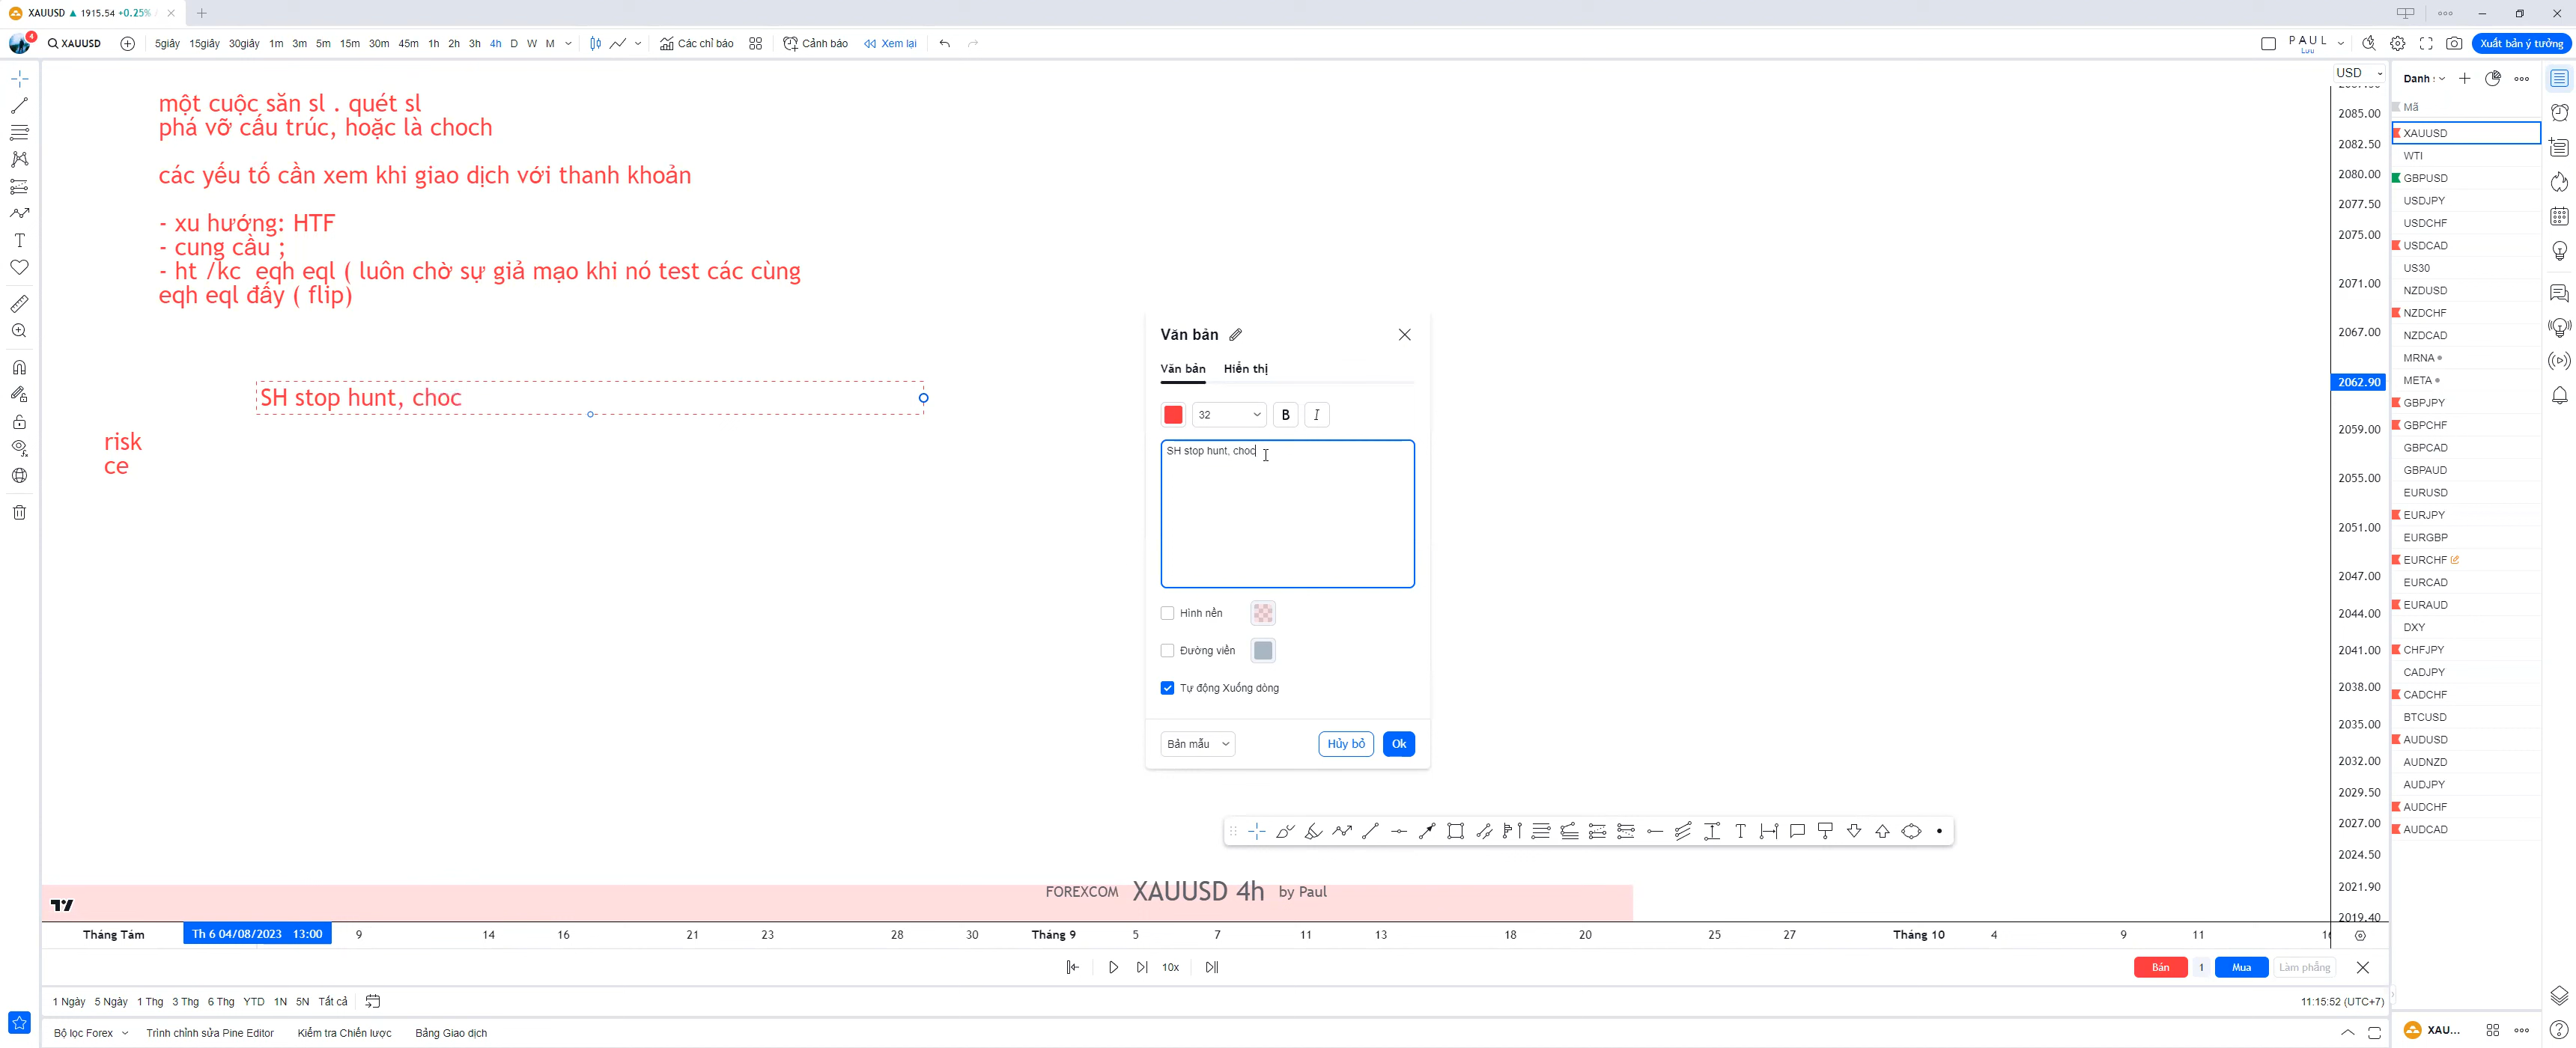 XAUUSD ▲ 1915.54 +0.25% /
4
XAUUSD
5giây 15giây 30giây 1m 3m 5m 15m 30m 45m 1h 2h 3h 4h D W M
Các chỉ báo
Cảnh báo
Xem lại
PAUL
Lưu
Xuất bản ý tưởng
một cuộc săn sl . quét sl
phá vỡ cấu trúc, hoặc là choch
các yếu tố cần xem khi giao dịch với thanh khoản
- xu hướng: HTF
- cung cầu ;
- ht /kc eqh eql ( luôn chờ sự giả mạo khi nó test các cùng
eqh eql đấy ( flip)
SH stop hunt, choc
risk
ce
Văn bản
Văn bản Hiển thị
32 B I
SH stop hunt, choc
Hình nền
Đường viền
Tự động Xuống dòng
Bản mẫu
Hủy bỏ
Ok
USD
2085.00
2082.50
2080.00
2077.50
2075.00
2071.00
2067.00
2062.90
2059.00
2055.00
2051.00
2047.00
2044.00
2041.00
2038.00
2035.00
2032.00
2029.50
2027.00
2024.50
2021.90
2019.40
Danh :
Mã
XAUUSD
WTI
GBPUSD
USDJPY
USDCHF
USDCAD
US30
NZDUSD
NZDCHF
NZDCAD
MRNA
META
GBPJPY
GBPCHF
GBPCAD
GBPAUD
EURUSD
EURJPY
EURGBP
EURCHF
EURCAD
EURAUD
DXY
CHFJPY
CADJPY
CADCHF
BTCUSD
AUDUSD
AUDNZD
AUDJPY
AUDCHF
AUDCAD
FOREXCOM XAUUSD 4h by Paul
Tháng Tám Th 6 04/08/2023 13:00 9 14 16 21 23 28 30 Tháng 9 5 7 11 13 18 20 25 27 Tháng 10 4 9 11
10x
Bán 1 Mua Làm phẳng
1 Ngày 5 Ngày 1 Thg 3 Thg 6 Thg YTD 1N 5N Tất cả
11:15:52 (UTC+7)
Bộ lọc Forex Trình chỉnh sửa Pine Editor Kiểm tra Chiến lược Bảng Giao dịch
XAU...